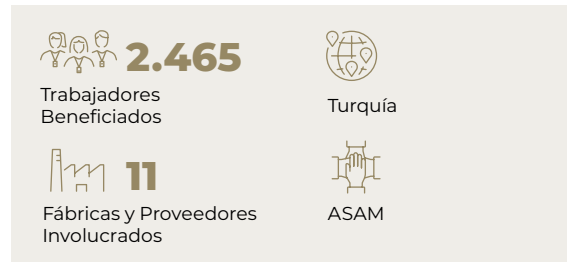 2.465
Trabajadores
Beneficiados
Turquía
11
Fábricas y Proveedores
Involucrados
ASAM